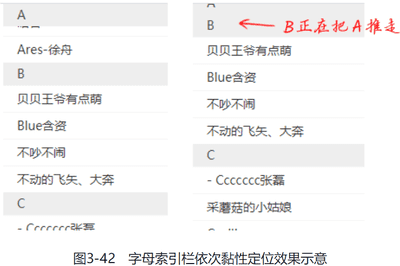 A
Ares-徐舟
B
贝贝王爷有点萌
Blue含资
不吵不闹
不动的飞矢、大奔
C
- Ccccccc张磊
A
B
B正在把A推走
贝贝王爷有点萌
Blue含资
不吵不闹
不动的飞矢、大奔
C
- Ccccccc张磊
采蘑菇的小姑娘
图3-42 字母索引栏依次黏性定位效果示意